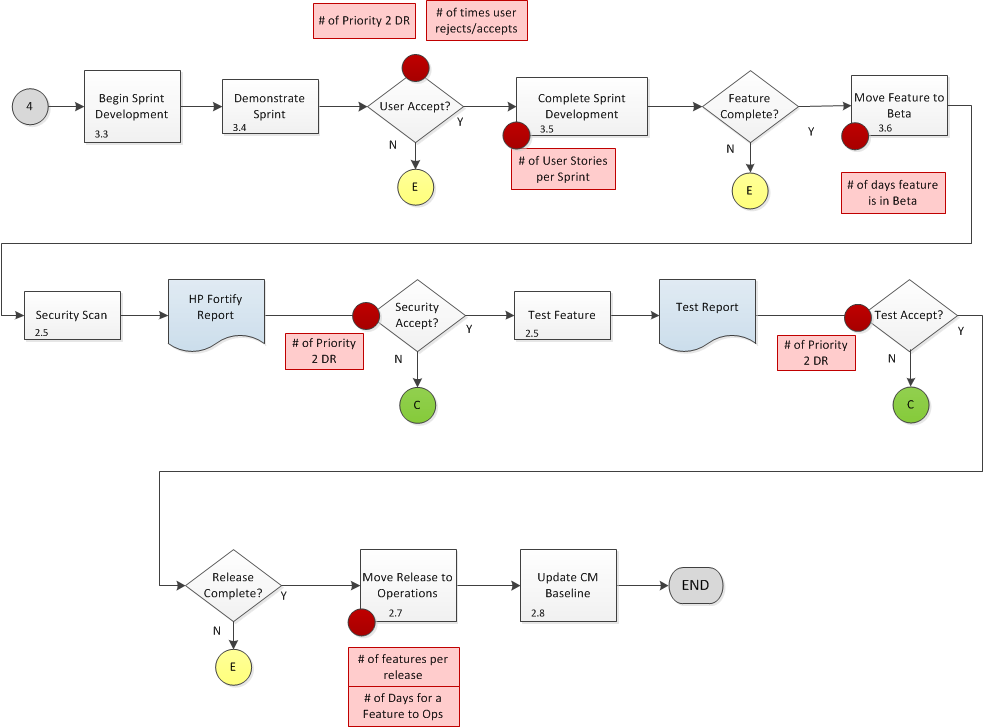 # of Priority 2 DR
# of times user
rejects/accepts
4
Begin Sprint
Development
3.3
Demonstrate
Sprint
3.4
User Accept?
Y
N
E
Complete Sprint
Development
3.5
# of User Stories
per Sprint
Feature
Complete?
Y
N
E
Move Feature to
Beta
3.6
# of days feature
is in Beta
Security Scan
2.5
HP Fortify
Report
# of Priority
2 DR
Security
Accept?
Y
N
C
Test Feature
2.5
Test Report
# of Priority
2 DR
Test Accept?
Y
N
C
Release
Complete?
Y
N
E
Move Release to
Operations
2.7
# of features per
release
# of Days for a
Feature to Ops
Update CM
Baseline
2.8
END